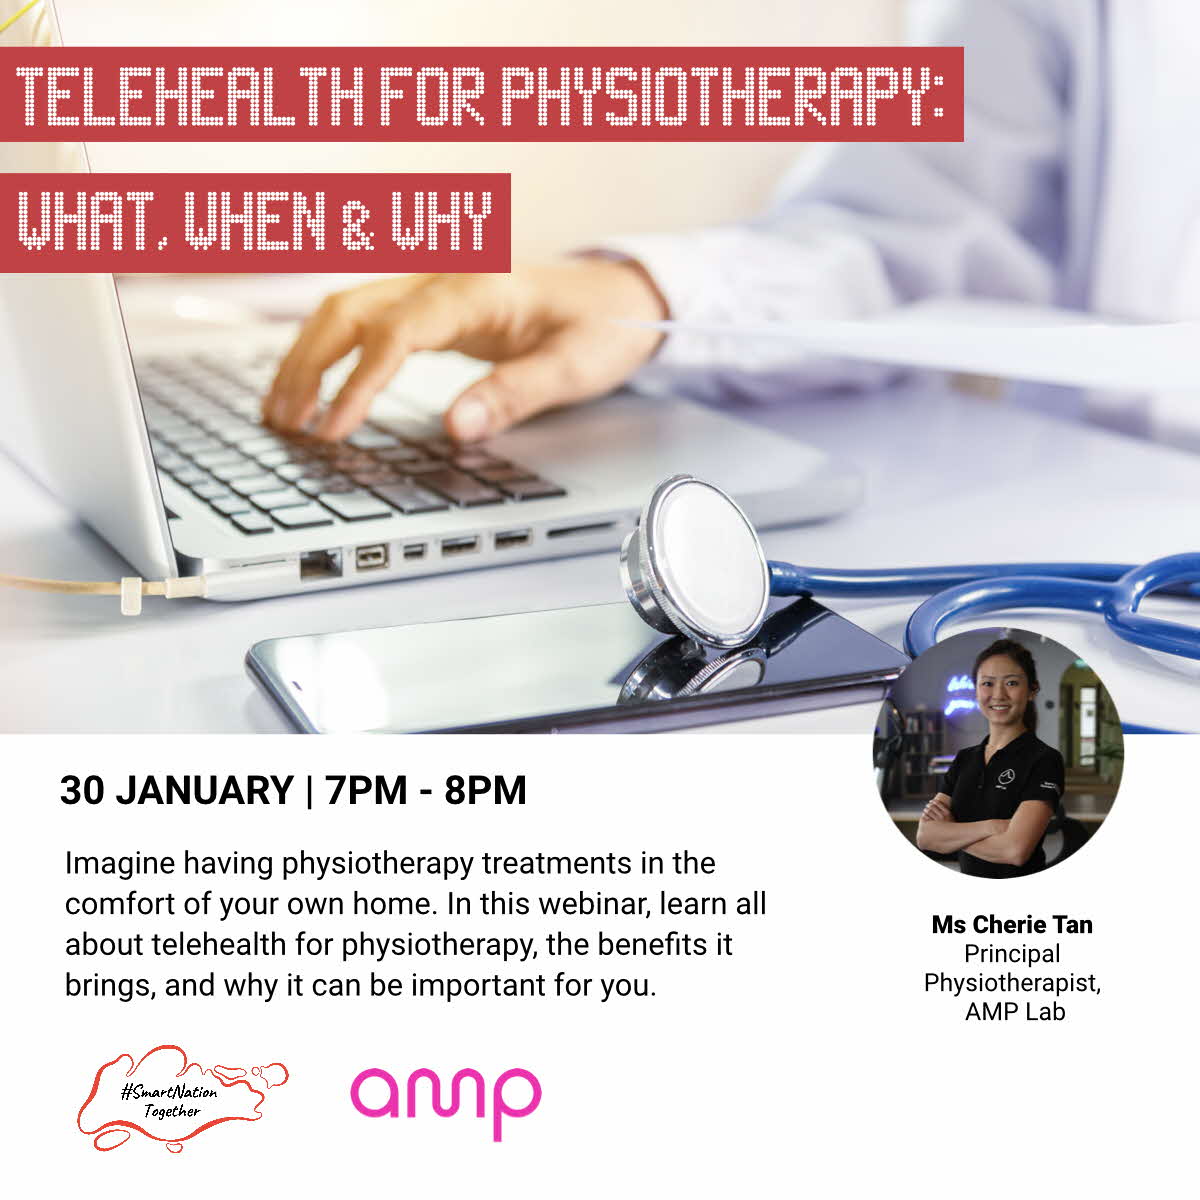 TELEHEALTH FOR PHYSIOTHERAPY:
WHAT, WHEN & WHY
30 JANUARY | 7PM - 8PM
Imagine having physiotherapy treatments in the
comfort of your own home. In this webinar, learn all
about telehealth for physiotherapy, the benefits it
brings, and why it can be important for you.
Ms Cherie Tan
Principal
Physiotherapist,
AMP Lab
#SmartNation
Together
amp